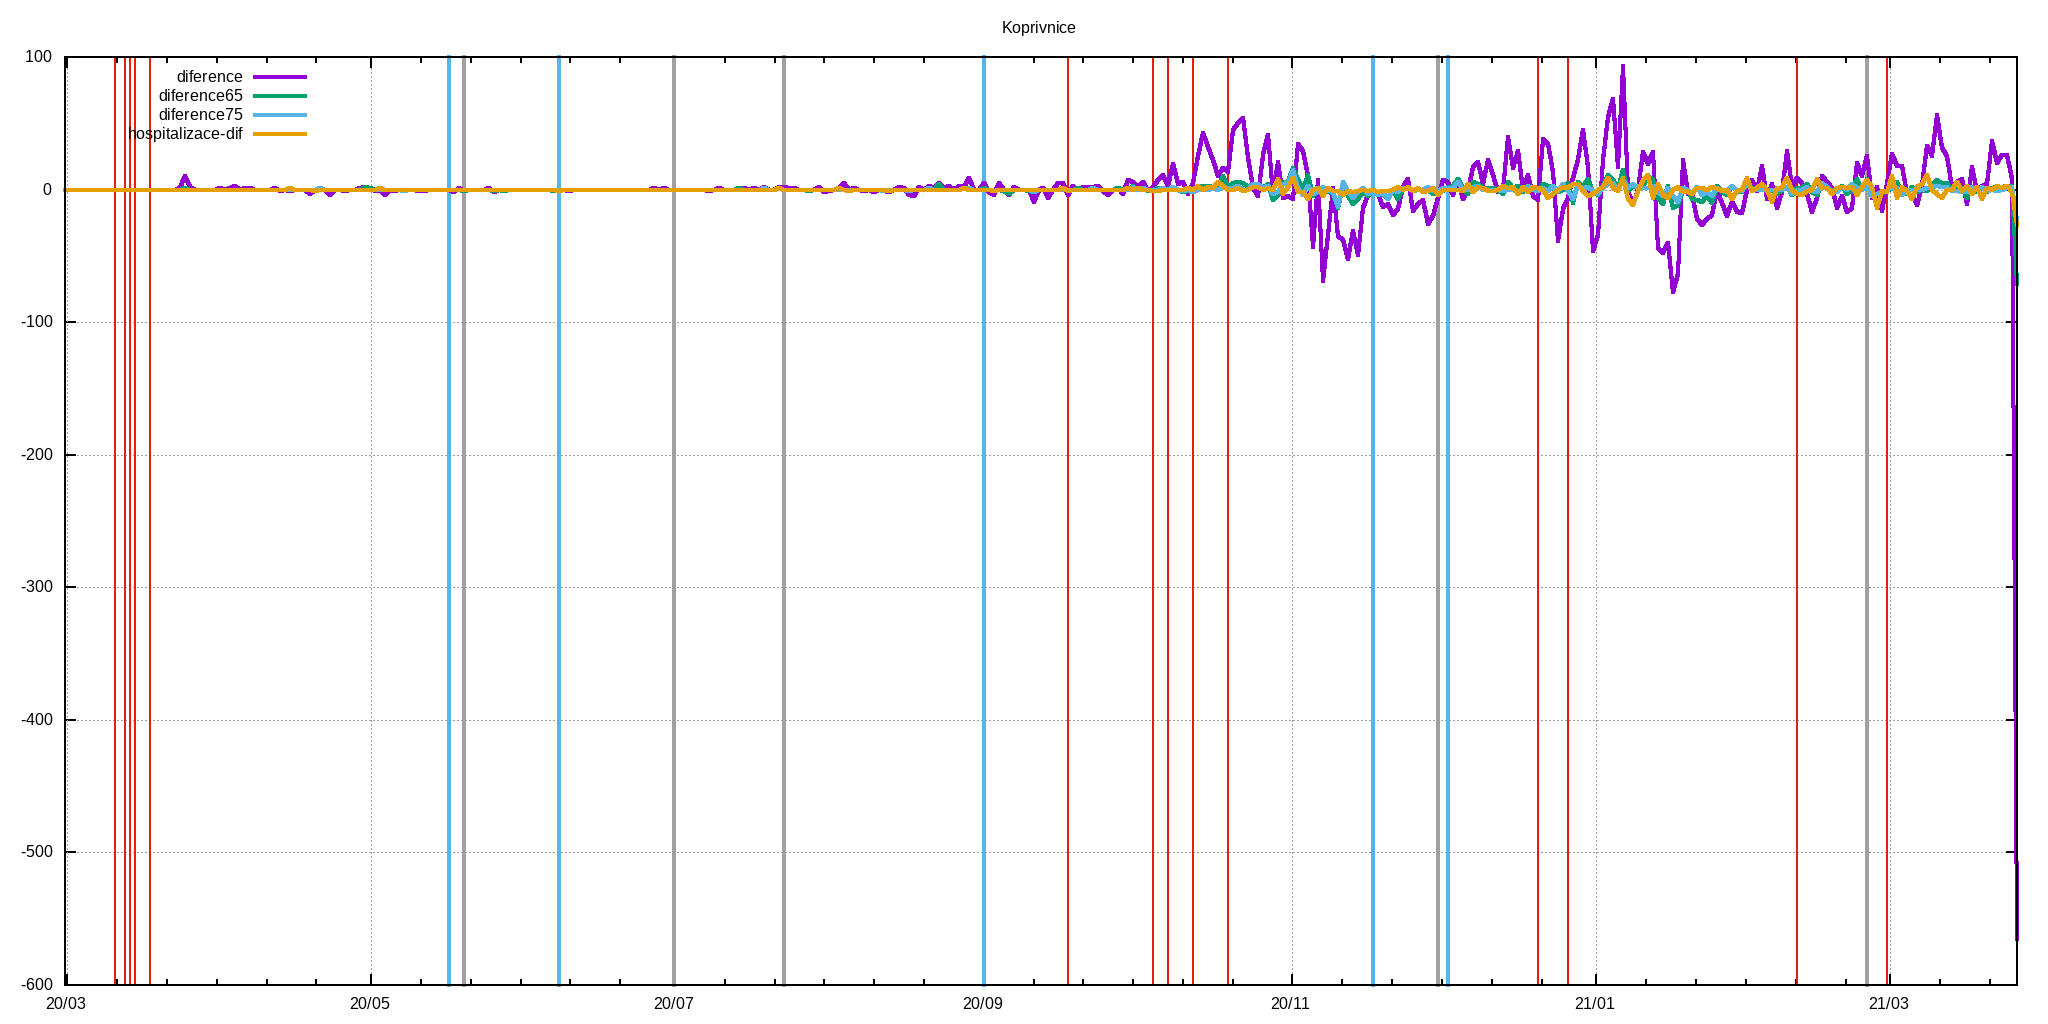 Koprivnice
diference
diference65
diference75
hospitalizace-dif
100
0
-100
-200
-300
-400
-500
-600
20/03 20/05 20/07 20/09 20/11 21/01 21/03